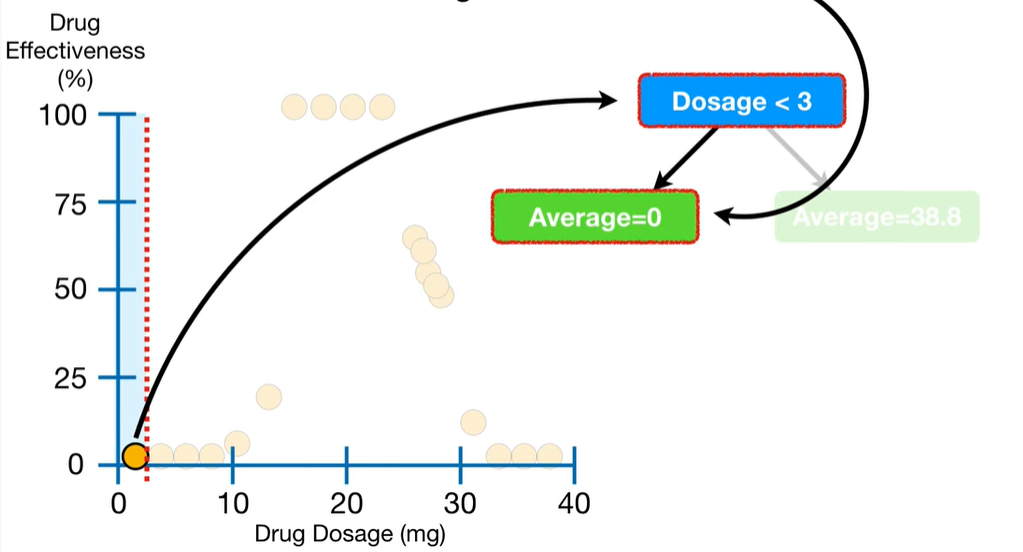 Drug
Effectiveness
(%)
100
75
50
25
0
0 10 20 30 40
Drug Dosage (mg)
Dosage < 3
Average=0
Average=38.8